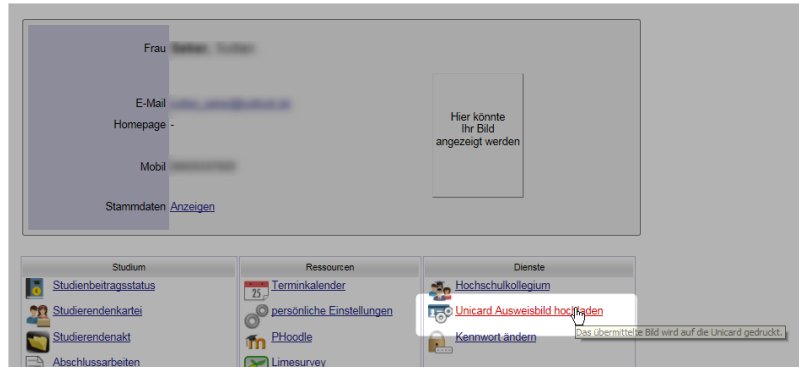 Frau
E-Mail
Homepage -
Mobil
Stammdaten Anzeigen
Hier könnte
Ihr Bild
angezeigt werden
Studium
Studienbeitragsstatus
Studierendenkartei
Studierendenakt
Abschlussarbeiten
Ressourcen
25
Terminkalender
persönliche Einstellungen
PHoodle
Limesurvey
Dienste
Hochschulkollegium
Unicard Ausweisbild hochladen
Das übermittelte Bild wird auf die Unicard gedruckt.
Kennwort ändern